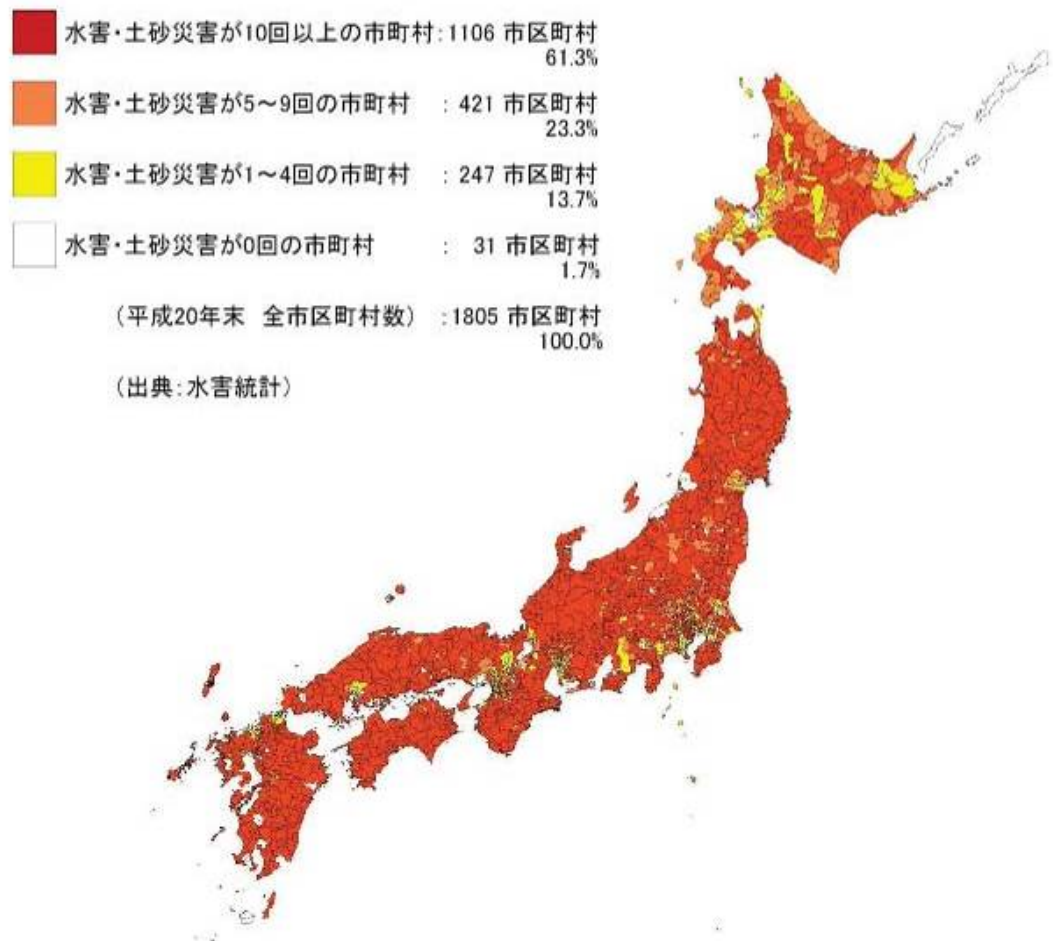 水害・土砂災害が10回以上の市町村:1106 市区町村
61.3%
水害・土砂災害が5～9回の市町村 : 421 市区町村
23.3%
水害・土砂災害が1～4回の市町村 : 247 市区町村
13.7%
水害・土砂災害が0回の市町村 : 31 市区町村
1.7%
（平成20年末 全市区町村数） :1805 市区町村
100.0%
（出典:水害統計）